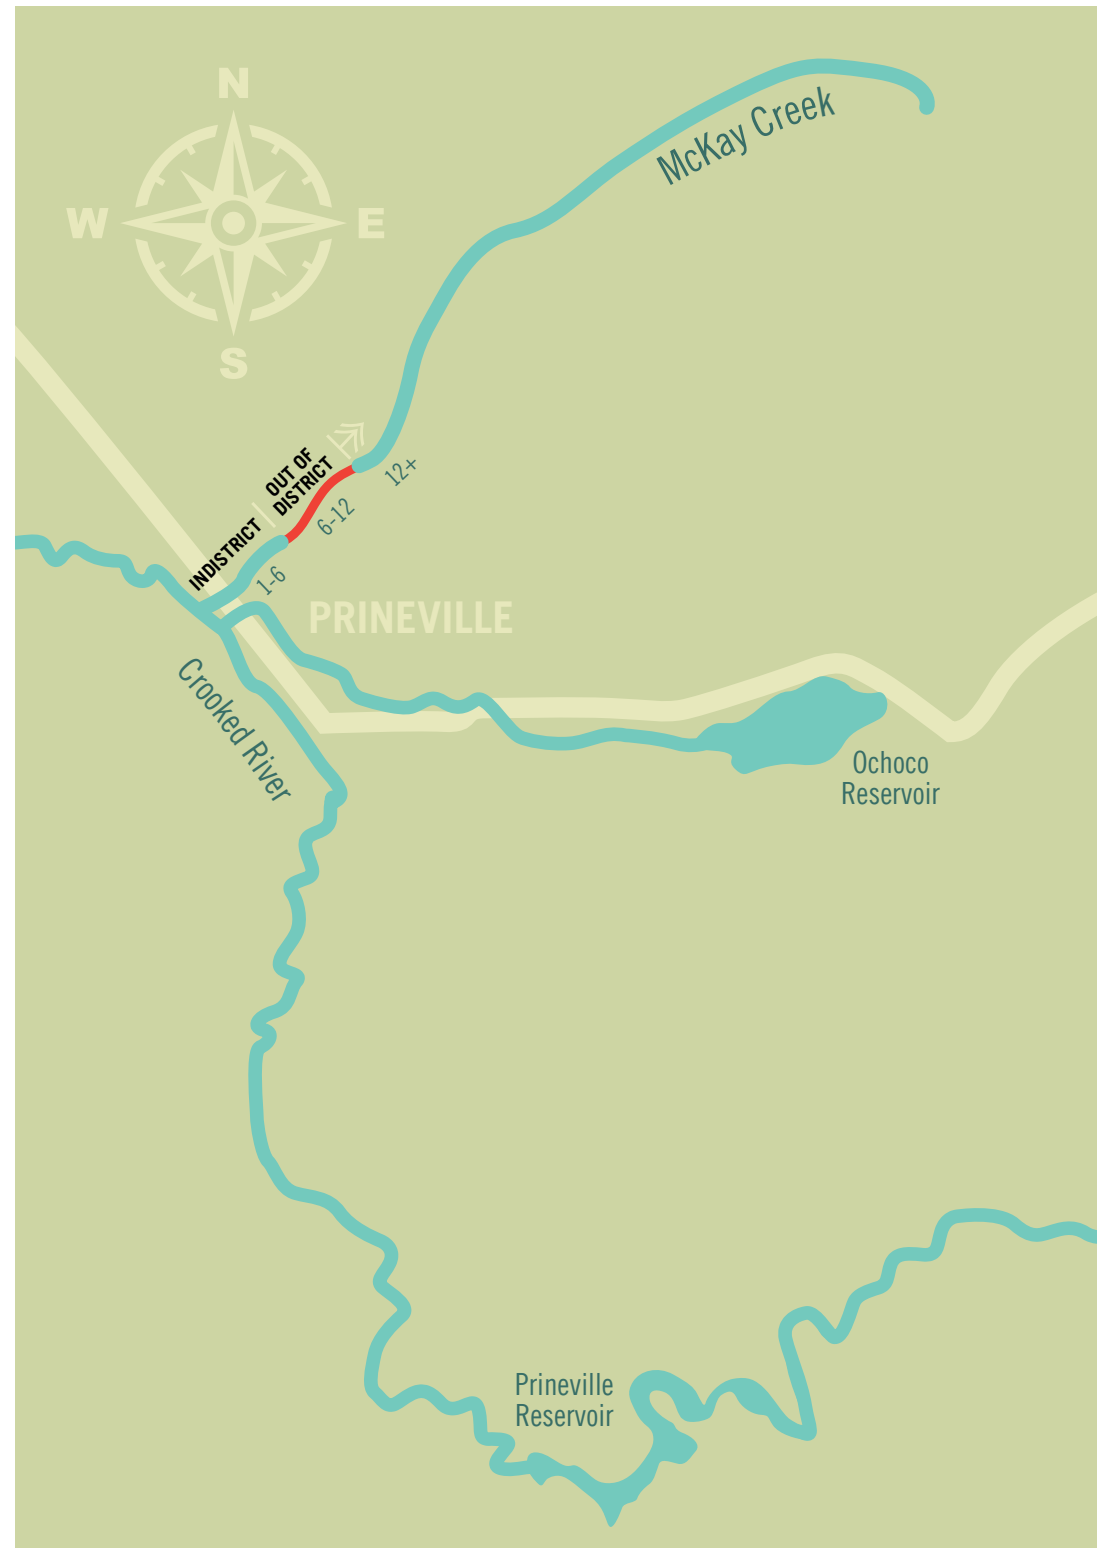 N
McKay Creek
W
E
S
OUT OF
DISTRICT
12+
INDISTRICT
6-12
1-6
PRINEVILLE
Crooked River
Ochoco
Reservoir
Prineville
Reservoir